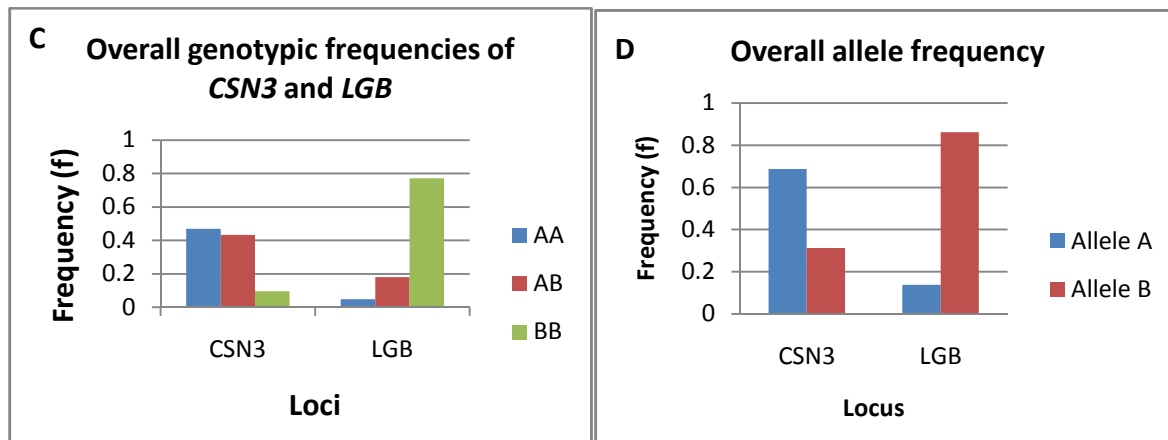 C
Overall genotypic frequencies of
CSN3 and LGB
Frequency (f)
1
0.8
0.6
0.4
0.2
0
CSN3 LGB
Loci
AA
AB
BB
D
Overall allele frequency
Frequency (f)
1
0.8
0.6
0.4
0.2
0
CSN3 LGB
Locus
Allele A
Allele B